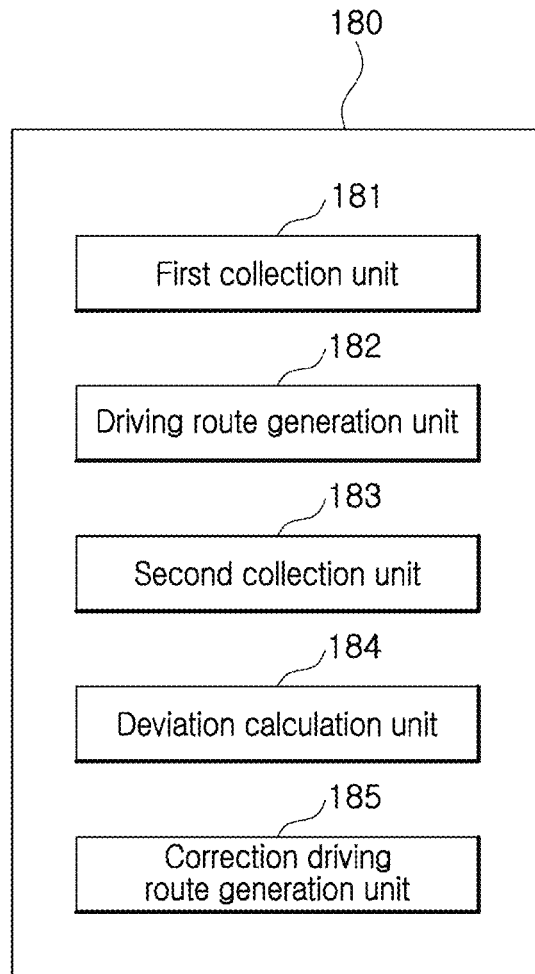 180
181
First collection unit
182
Driving route generation unit
183
Second collection unit
184
Deviation calculation unit
185
Correction driving
route generation unit